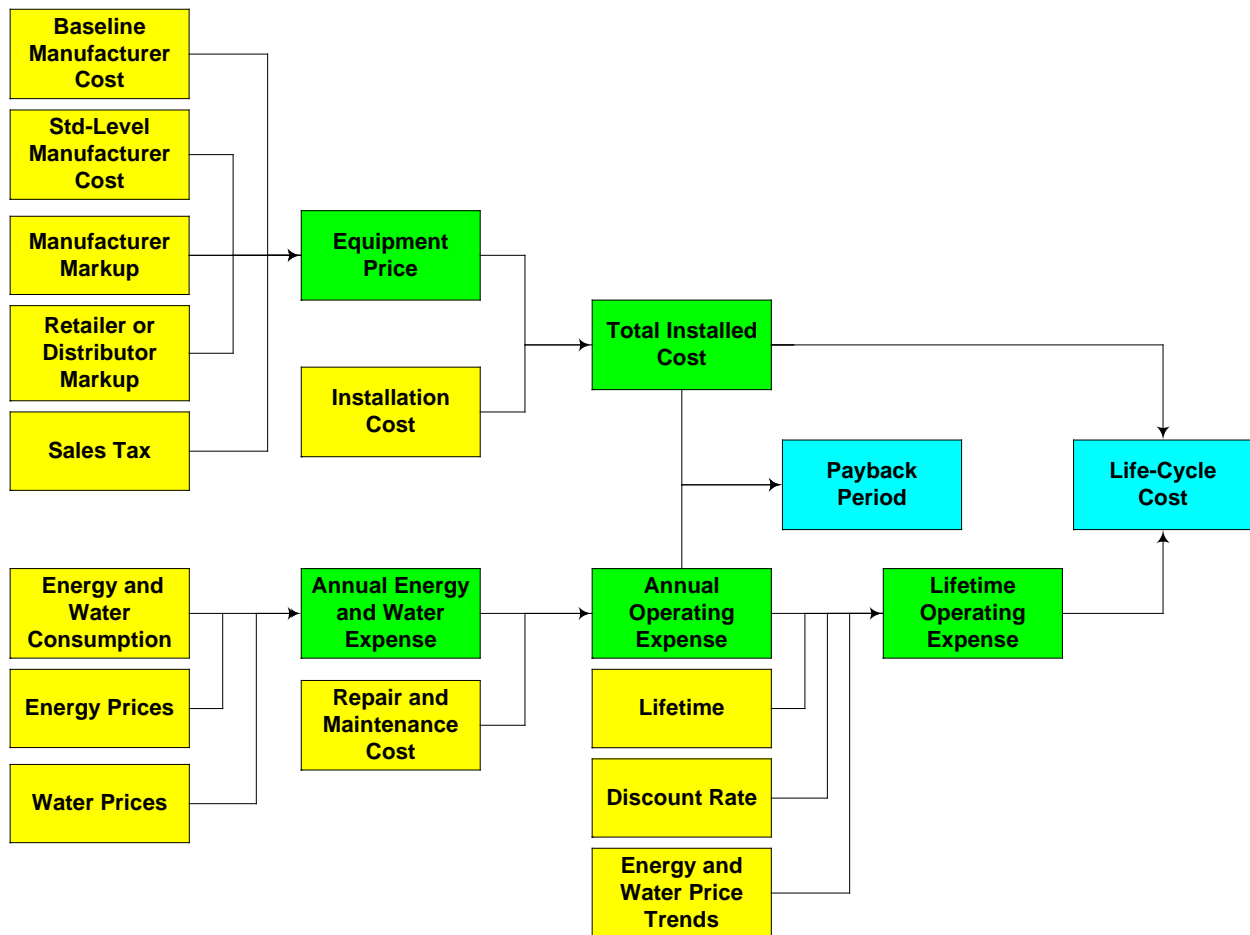 Baseline
Manufacturer
Cost
Std-Level
Manufacturer
Cost
Manufacturer
Markup
Retailer or
Distributor
Markup
Sales Tax
Equipment
Price
Installation
Cost
Total Installed
Cost
Payback
Period
Life-Cycle
Cost
Energy and
Water
Consumption
Energy Prices
Water Prices
Annual Energy
and Water
Expense
Repair and
Maintenance
Cost
Annual
Operating
Expense
Lifetime
Discount Rate
Energy and
Water Price
Trends
Lifetime
Operating
Expense